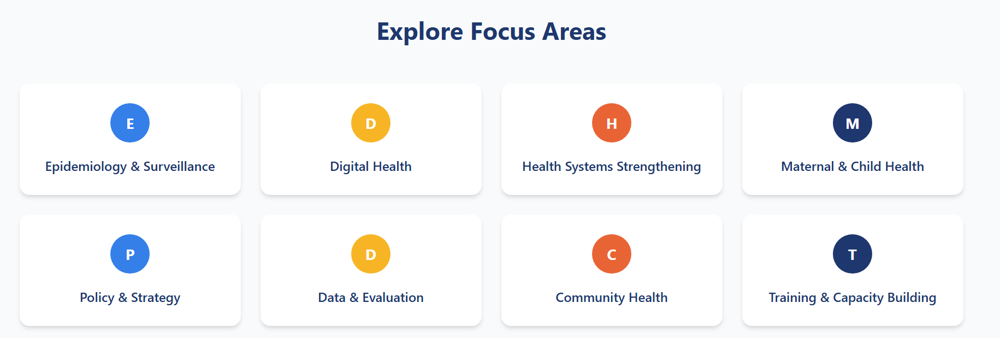 Explore Focus Areas
E
Epidemiology & Surveillance
D
Digital Health
H
Health Systems Strengthening
M
Maternal & Child Health
P
Policy & Strategy
D
Data & Evaluation
C
Community Health
T
Training & Capacity Building